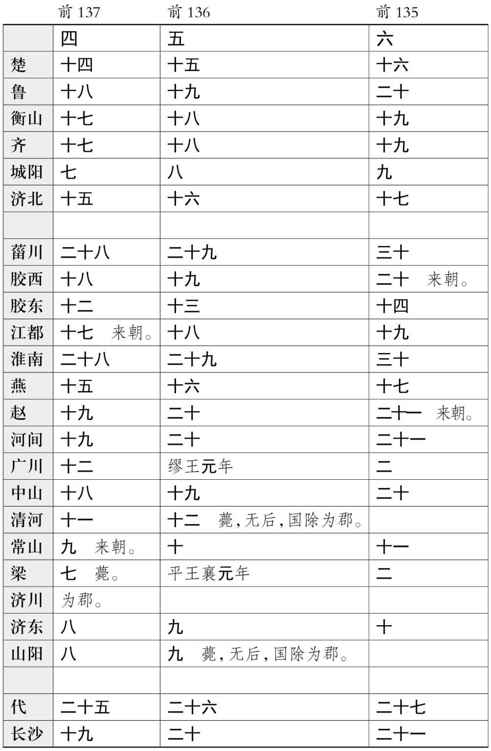 前137 前136 前135
四 五 六
楚 十四 十五 十六
鲁 十八 十九 二十
衡山 十七 十八 十九
齐 十七 十八 十九
城阳 七 八 九
济北 十五 十六 十七
菑川 二十八 二十九 三十
胶西 十八 十九 二十 来朝。
胶东 十二 十三 十四
江都 十七 来朝。 十八 十九
淮南 二十八 二十九 三十
燕 十五 十六 十七
赵 十九 二十 二十一 来朝。
河间 十九 二十 二十一
广川 十二 缪王元年 二
中山 十八 十九 二十
清河 十一 十二 薨,无后,国除为郡。
常山 九 来朝。 十 十一
梁 七 薨。 平王襄元年 二
济川 为郡。
济东 八 九 十
山阳 八 九 薨,无后,国除为郡。
代 二十五 二十六 二十七
长沙 十九 二十 二十一